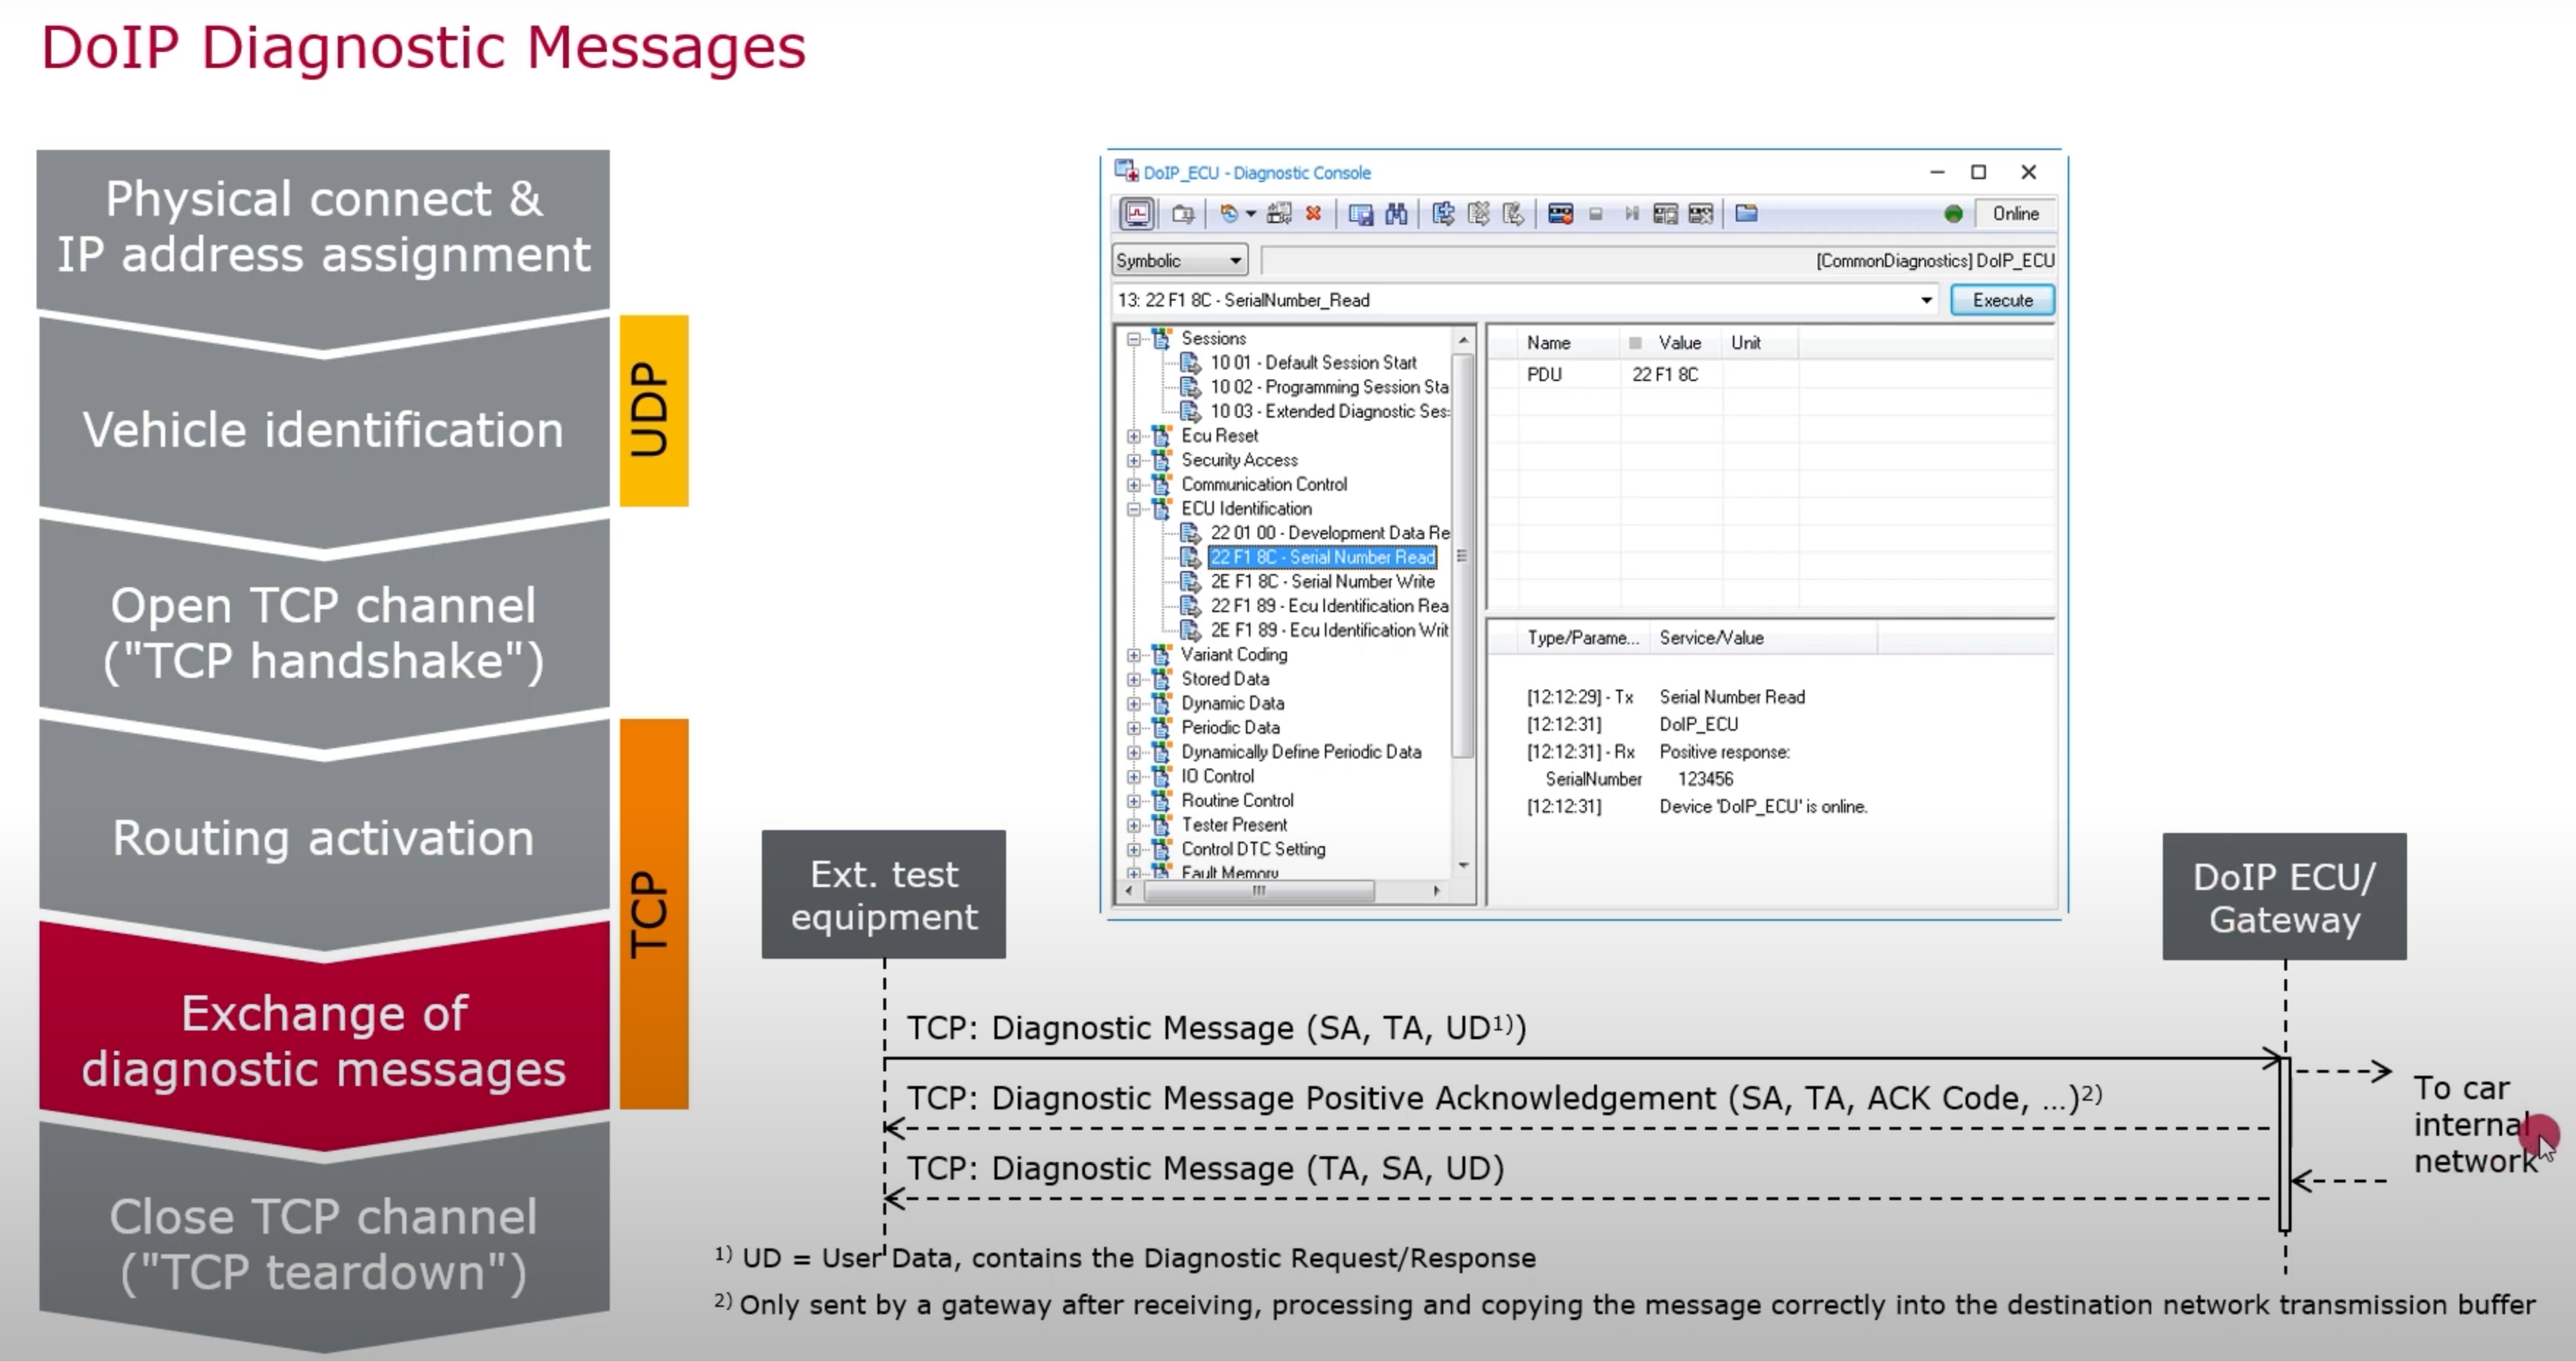 DoIP Diagnostic Messages
Physical connect &
IP address assignment
Vehicle identification
UDP
Open TCP channel
("TCP handshake")
Routing activation
TCP
Exchange of
diagnostic messages
Close TCP channel
("TCP teardown")
DoIP_ECU - Diagnostic Console
Online
Symbolic
[CommonDiagnostics] DoIP_ECU
13: 22 F1 8C - SerialNumber_Read
Execute
Sessions
10 01 - Default Session Start
10 02 - Programming Session Sta
10 03 - Extended Diagnostic Ses
Ecu Reset
Security Access
Communication Control
ECU Identification
22 01 00 - Development Data Re
22 F1 8C - Serial Number Read
2E F1 8C - Serial Number Write
22 F1 89 - Ecu Identification Rea
2E F1 89 - Ecu Identification Writ
Variant Coding
Stored Data
Dynamic Data
Periodic Data
Dynamically Define Periodic Data
IO Control
Routine Control
Tester Present
Control DTC Setting
Fault Memory
Name Value Unit
PDU 22 F1 8C
Type/Parame... Service/Value
[12:12:29] - Tx Serial Number Read
[12:12:31] DoIP_ECU
[12:12:31] - Rx Positive response:
SerialNumber 123456
[12:12:31] Device 'DoIP_ECU' is online.
Ext. test
equipment
DoIP ECU/
Gateway
TCP: Diagnostic Message (SA, TA, UD¹⁾)
TCP: Diagnostic Message Positive Acknowledgement (SA, TA, ACK Code, ...)²⁾
TCP: Diagnostic Message (TA, SA, UD)
To car
internal
network
¹⁾ UD = User Data, contains the Diagnostic Request/Response
²⁾ Only sent by a gateway after receiving, processing and copying the message correctly into the destination network transmission buffer